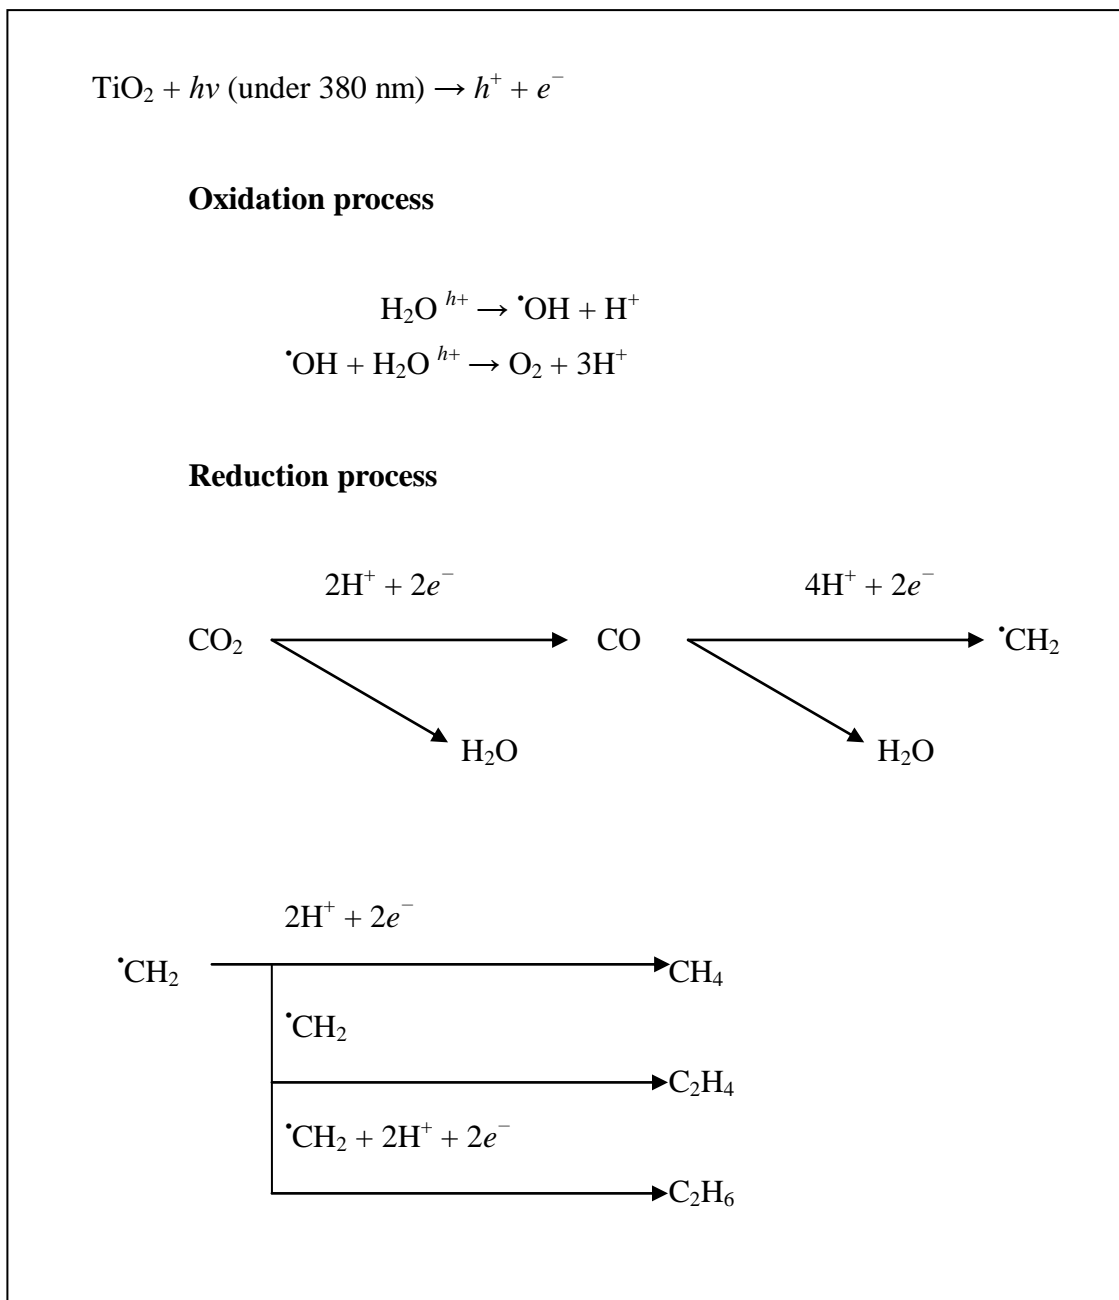 TiO₂ + hν (under 380 nm) → h⁺ + e⁻
Oxidation process
H₂O ʰ⁺ → •OH + H⁺
•OH + H₂O ʰ⁺ → O₂ + 3H⁺
Reduction process
2H⁺ + 2e⁻ 4H⁺ + 2e⁻
CO₂ CO •CH₂
H₂O H₂O
2H⁺ + 2e⁻
•CH₂ CH₄
•CH₂
C₂H₄
•CH₂ + 2H⁺ + 2e⁻
C₂H₆